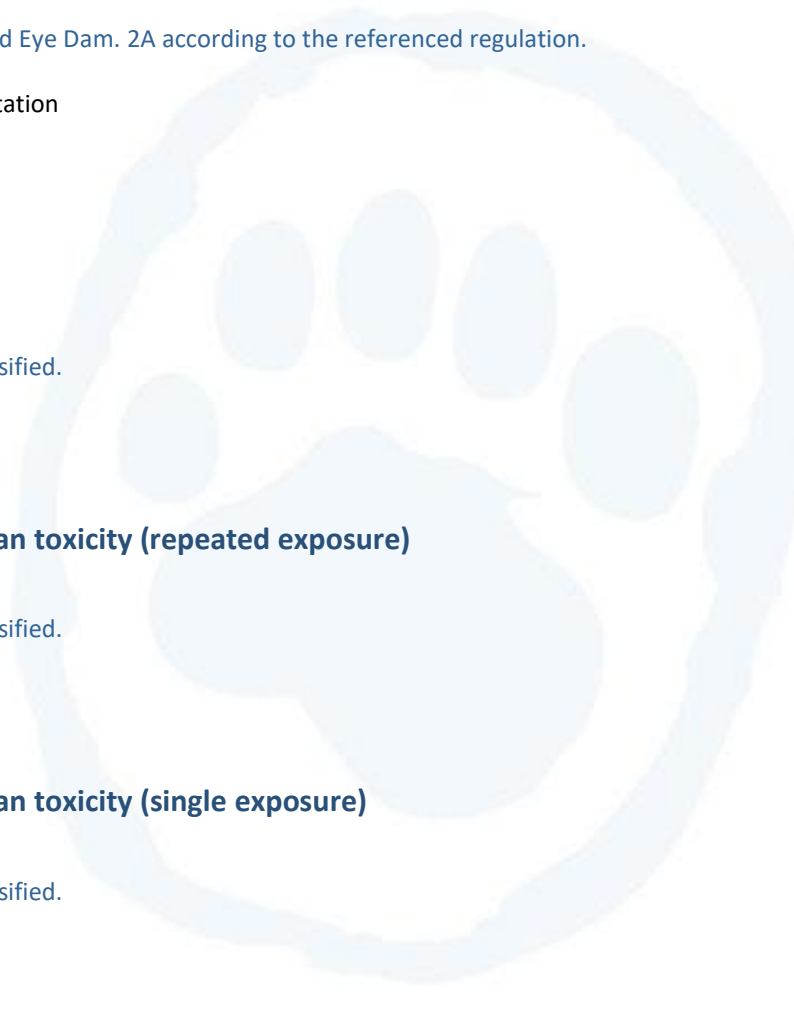 d Eye Dam. 2A according to the referenced regulation.
tation
sified.
an toxicity (repeated exposure)
sified.
an toxicity (single exposure)
sified.